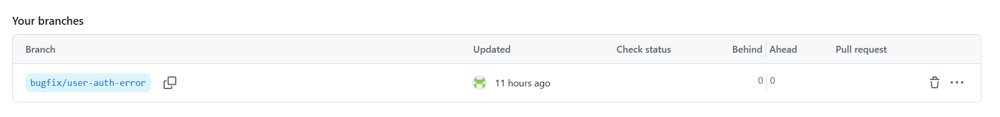 Your branches
Branch Updated Check status Behind Ahead Pull request
bugfix/user-auth-error 11 hours ago 0 0